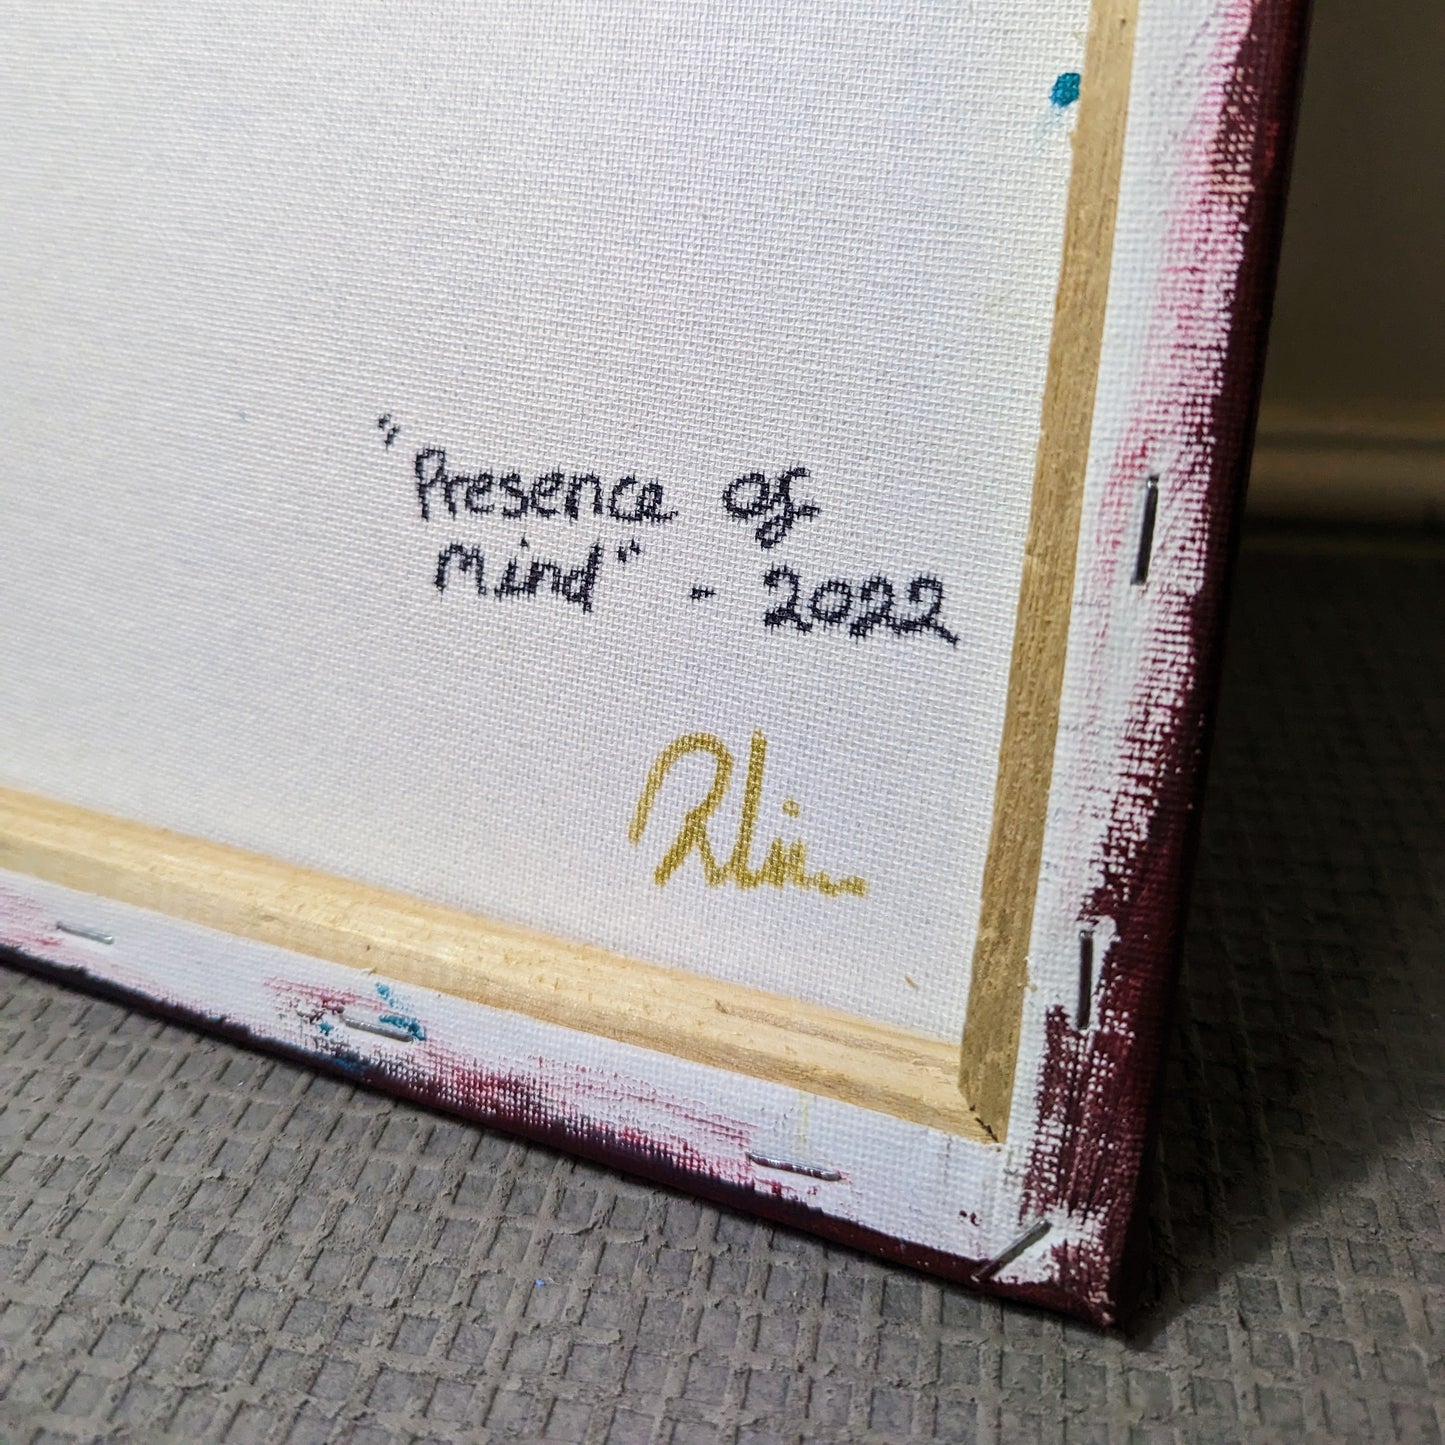 "Presence of
Mind" - 2022